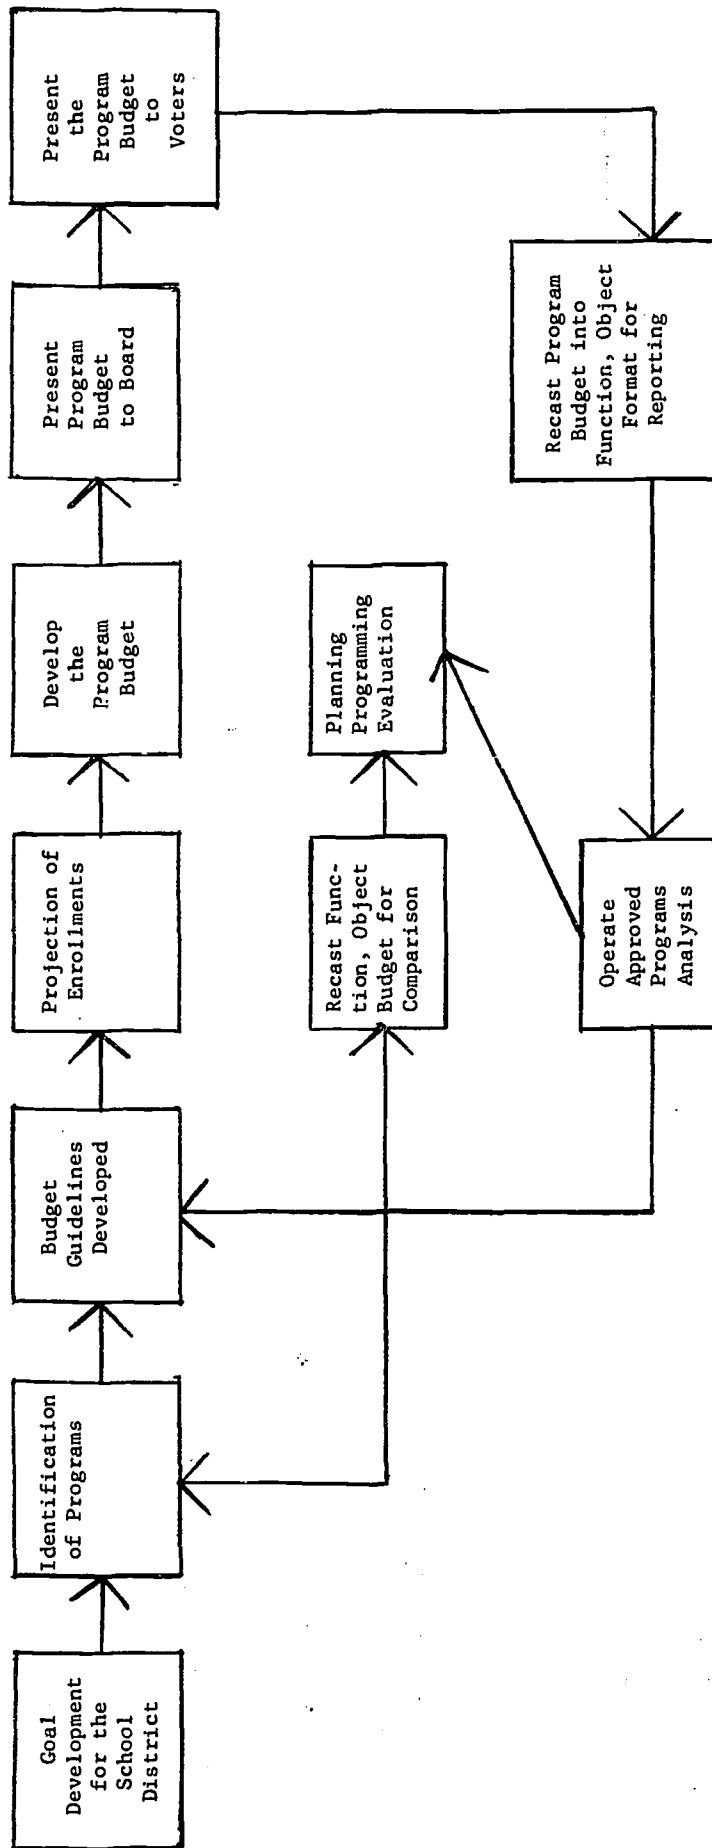 Goal
Development
for the
School
District
Identification
of Programs
Budget
Guidelines
Developed
Projection of
Enrollments
Develop
the
Program
Budget
Present
Program
Budget
to Board
Present
the
Program
Budget
to
Voters
Recast Func-
tion, Object
Budget for
Comparison
Planning
Programming
Evaluation
Operate
Approved
Programs
Analysis
Recast Program
Budget into
Function, Object
Format for
Reporting